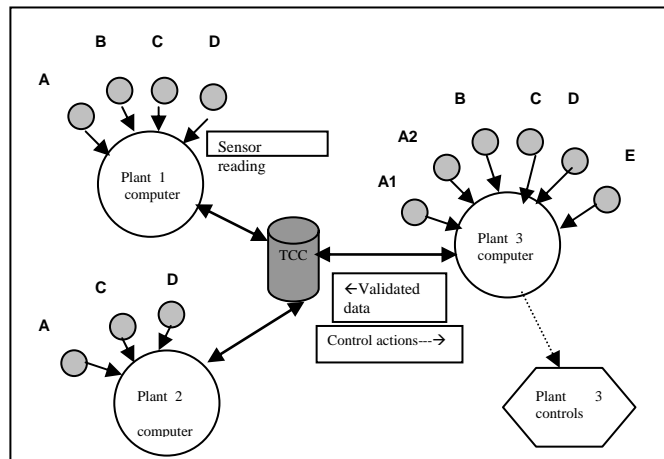 B C D
A
Sensor
reading
Plant 1
computer
B C D
A2
E
A1
Plant 3
computer
TCC
←Validated
data
Control actions---→
C D
A
Plant 2
computer
Plant 3
controls